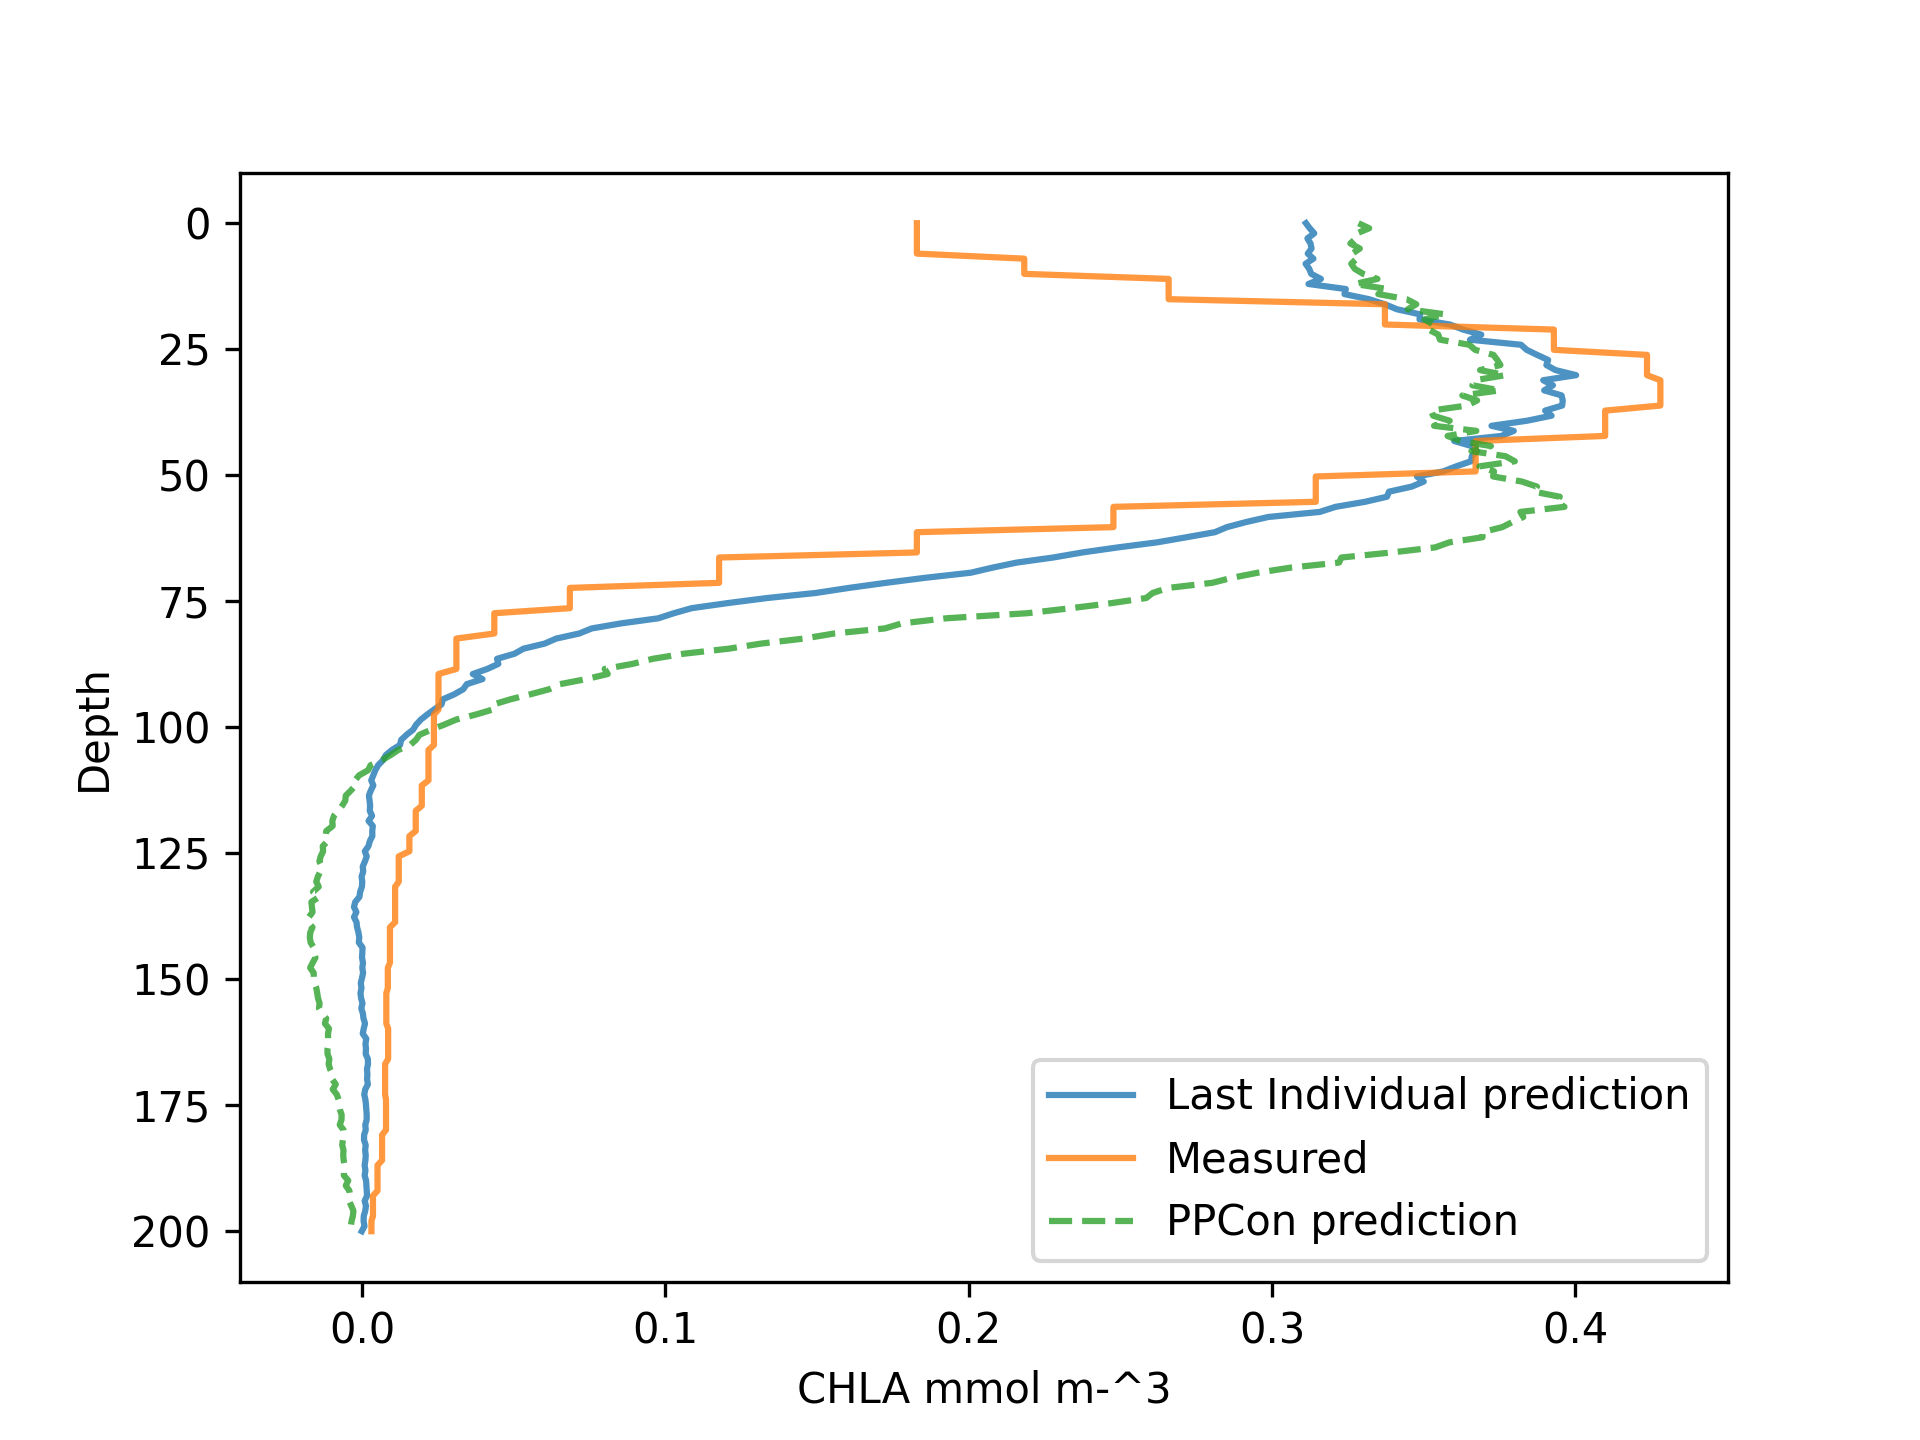 0
25
50
75
100
125
150
175
200
Depth
0.0
0.1
0.2
0.3
0.4
CHLA mmol m-^3
Last Individual prediction
Measured
PPCon prediction